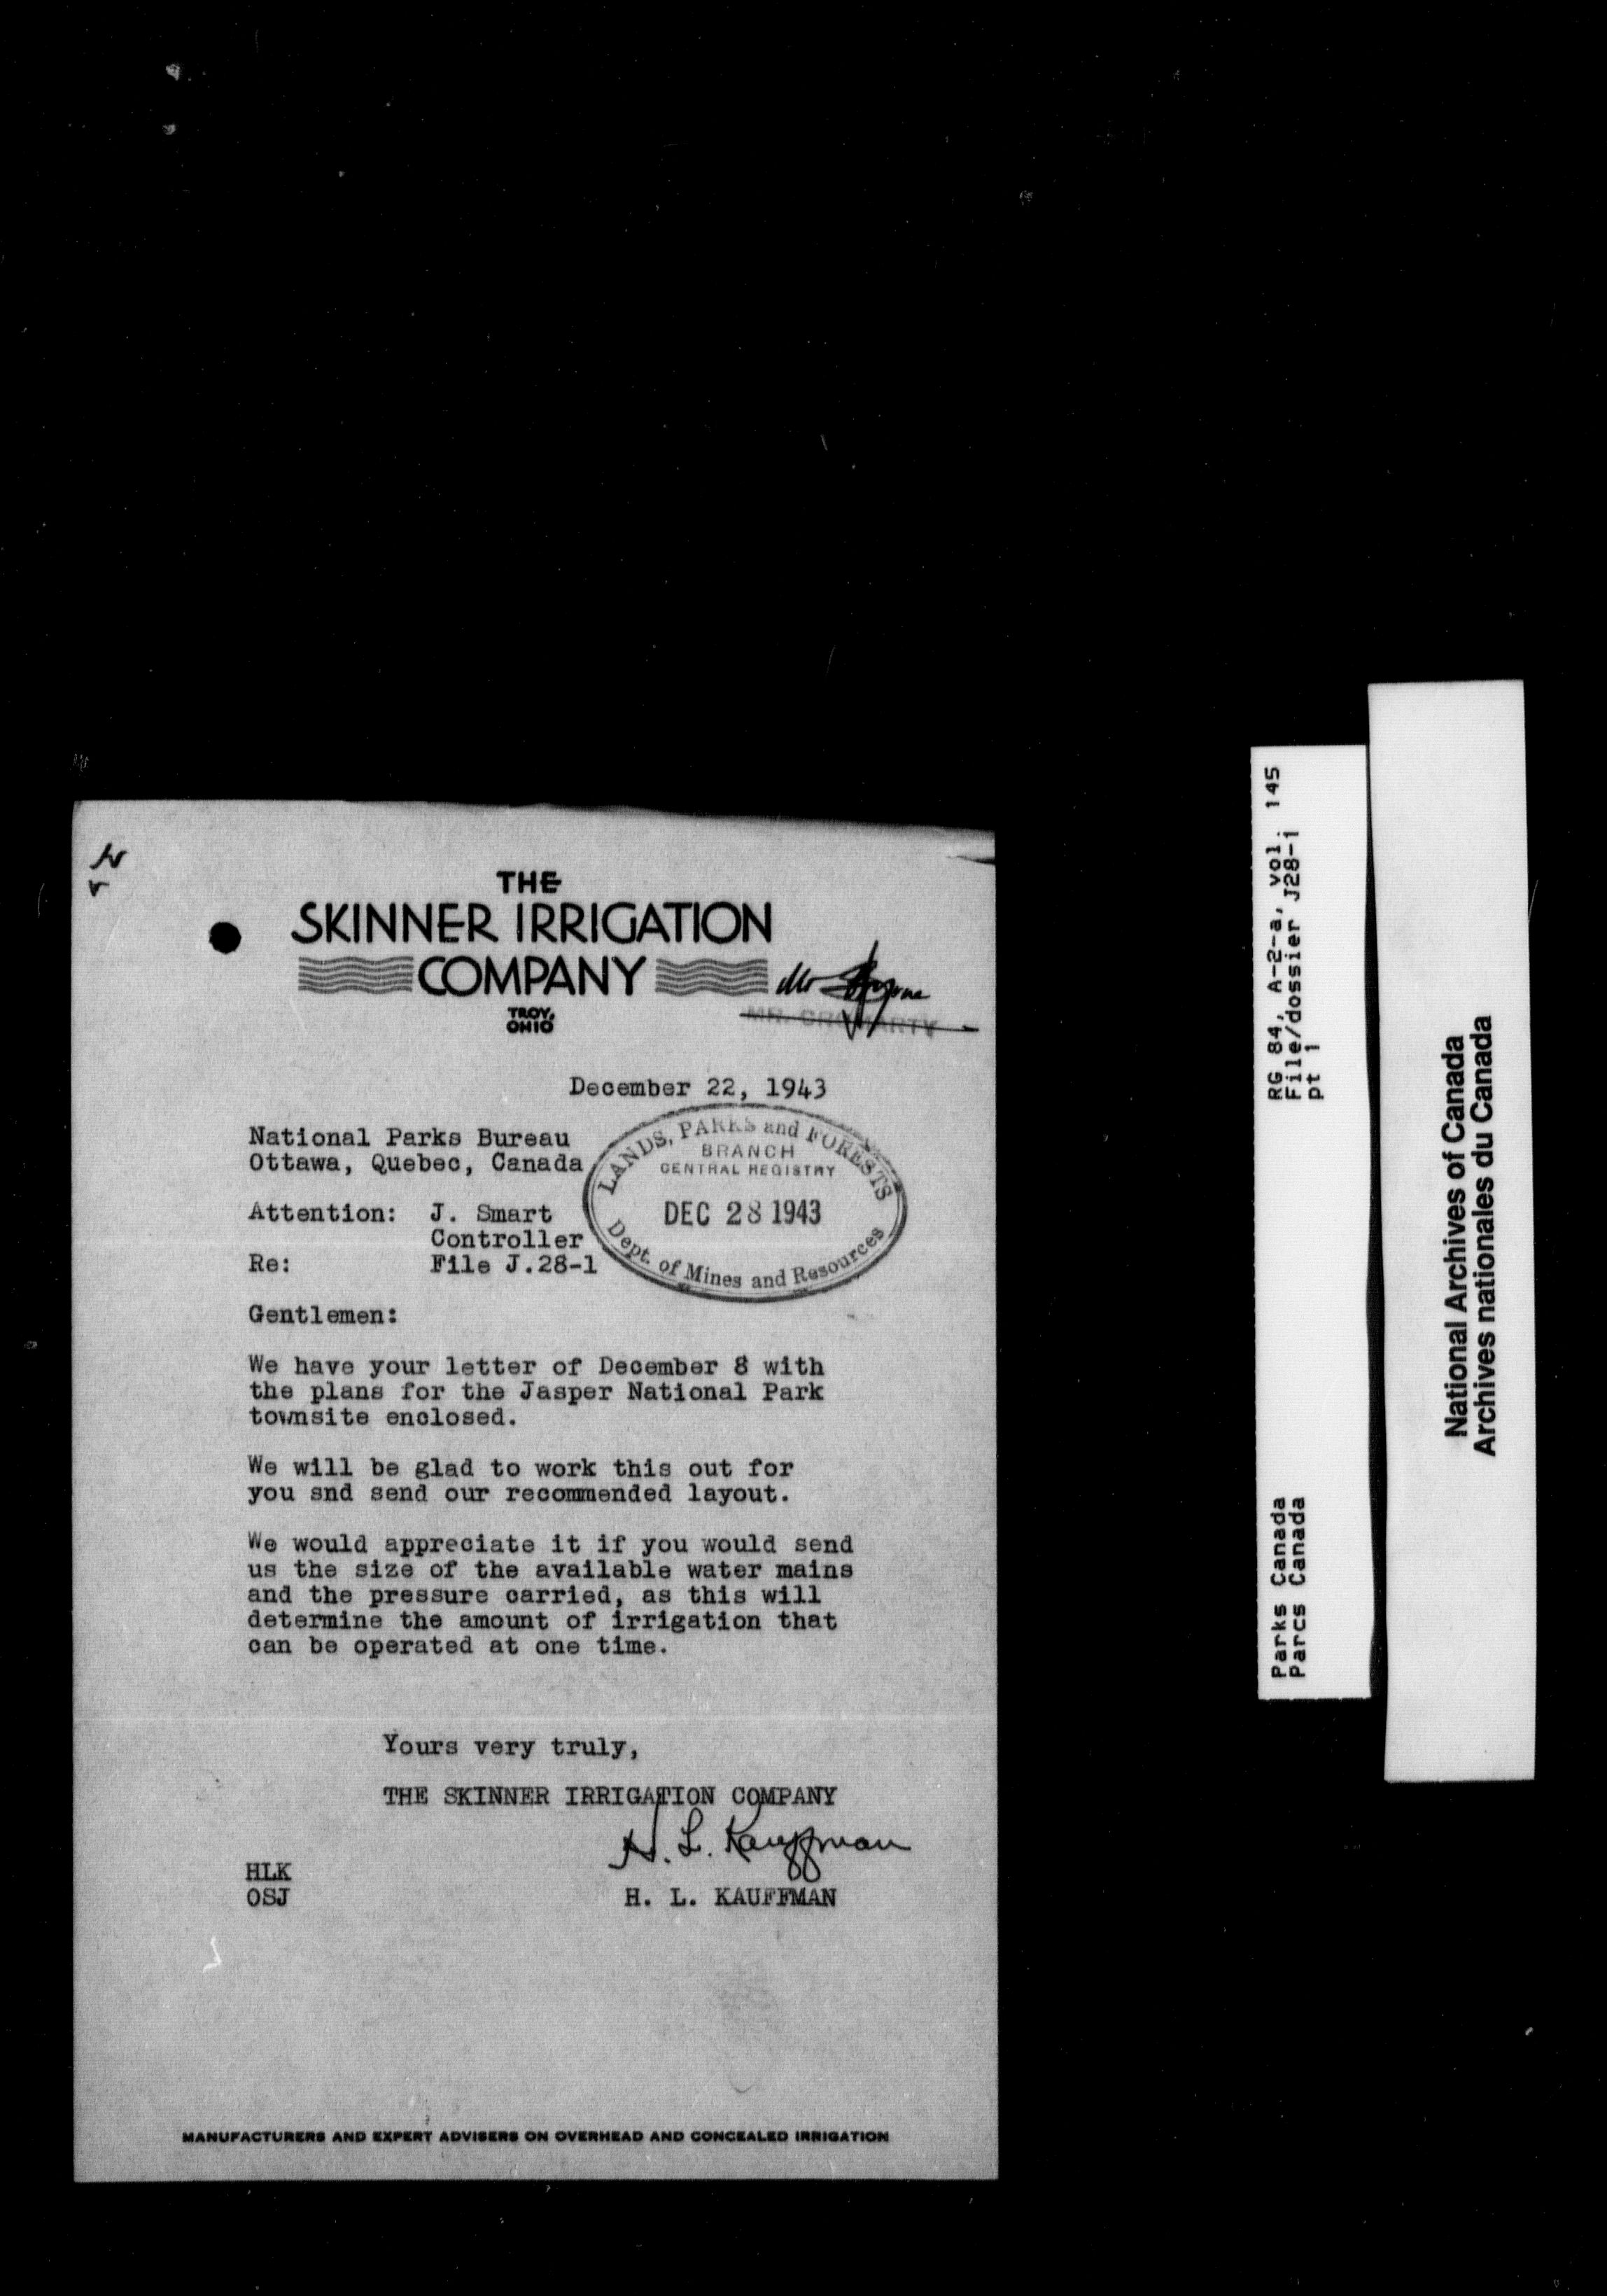 THE
SKINNER IRRIGATION
COMPANY
TROY,
OHIO
Mr
MR. CROMARTY
December 22, 1943
National Parks Bureau
Ottawa, Quebec, Canada
LANDS, PARKS and FORESTS
BRANCH
CENTRAL REGISTRY
DEC 28 1943
Dept. of Mines and Resources
Attention: J. Smart
Controller
Re: File J.28-1
Gentlemen:
We have your letter of December 8 with
the plans for the Jasper National Park
townsite enclosed.
We will be glad to work this out for
you snd send our recommended layout.
We would appreciate it if you would send
us the size of the available water mains
and the pressure carried, as this will
determine the amount of irrigation that
can be operated at one time.
Yours very truly,
THE SKINNER IRRIGATION COMPANY
H. L. Kauffman
HLK
OSJ
H. L. KAUFFMAN
MANUFACTURERS AND EXPERT ADVISERS ON OVERHEAD AND CONCEALED IRRIGATION
RG 84, A-2-a, vol. 145
File/dossier J28-1
pt 1
Parks Canada
Parcs Canada
National Archives of Canada
Archives nationales du Canada